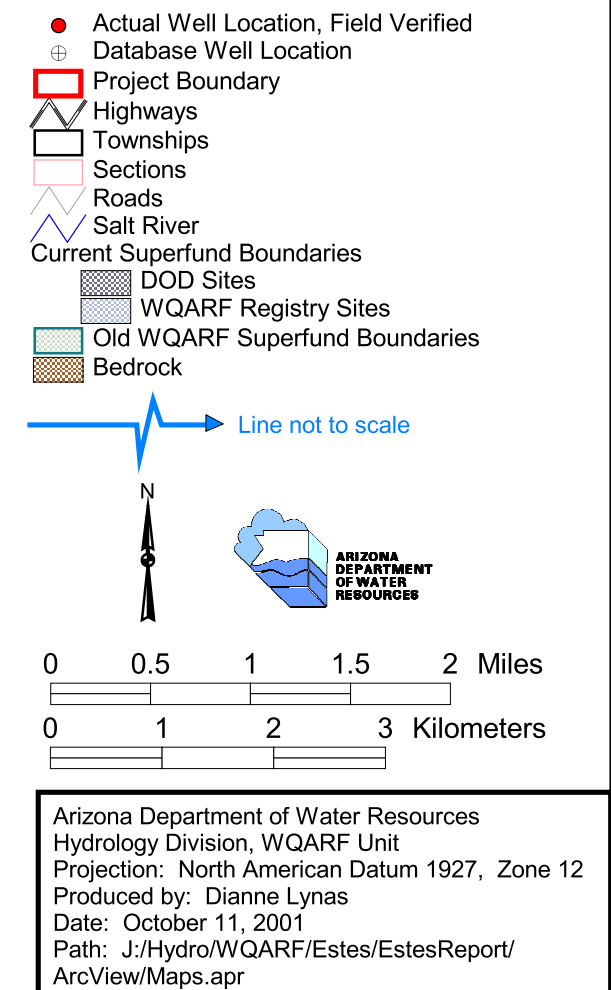 Actual Well Location, Field Verified
Database Well Location
Project Boundary
Highways
Townships
Sections
Roads
Salt River
Current Superfund Boundaries
DOD Sites
WQARF Registry Sites
Old WQARF Superfund Boundaries
Bedrock
Line not to scale
N
ARIZONA
DEPARTMENT
OF WATER
RESOURCES
0 0.5 1 1.5 2 Miles
0 1 2 3 Kilometers
Arizona Department of Water Resources
Hydrology Division, WQARF Unit
Projection: North American Datum 1927, Zone 12
Produced by: Dianne Lynas
Date: October 11, 2001
Path: J:/Hydro/WQARF/Estes/EstesReport/
ArcView/Maps.apr